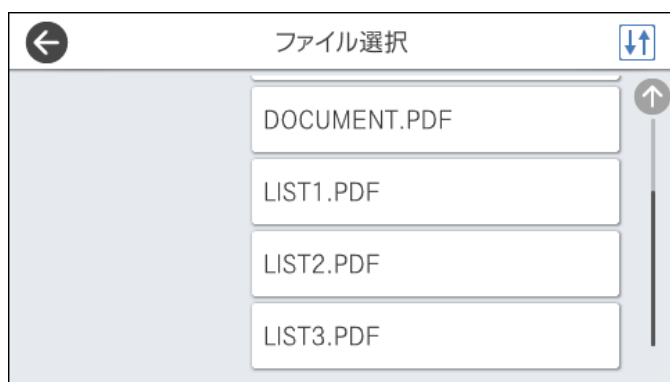 ファイル選択
DOCUMENT.PDF
LIST1.PDF
LIST2.PDF
LIST3.PDF